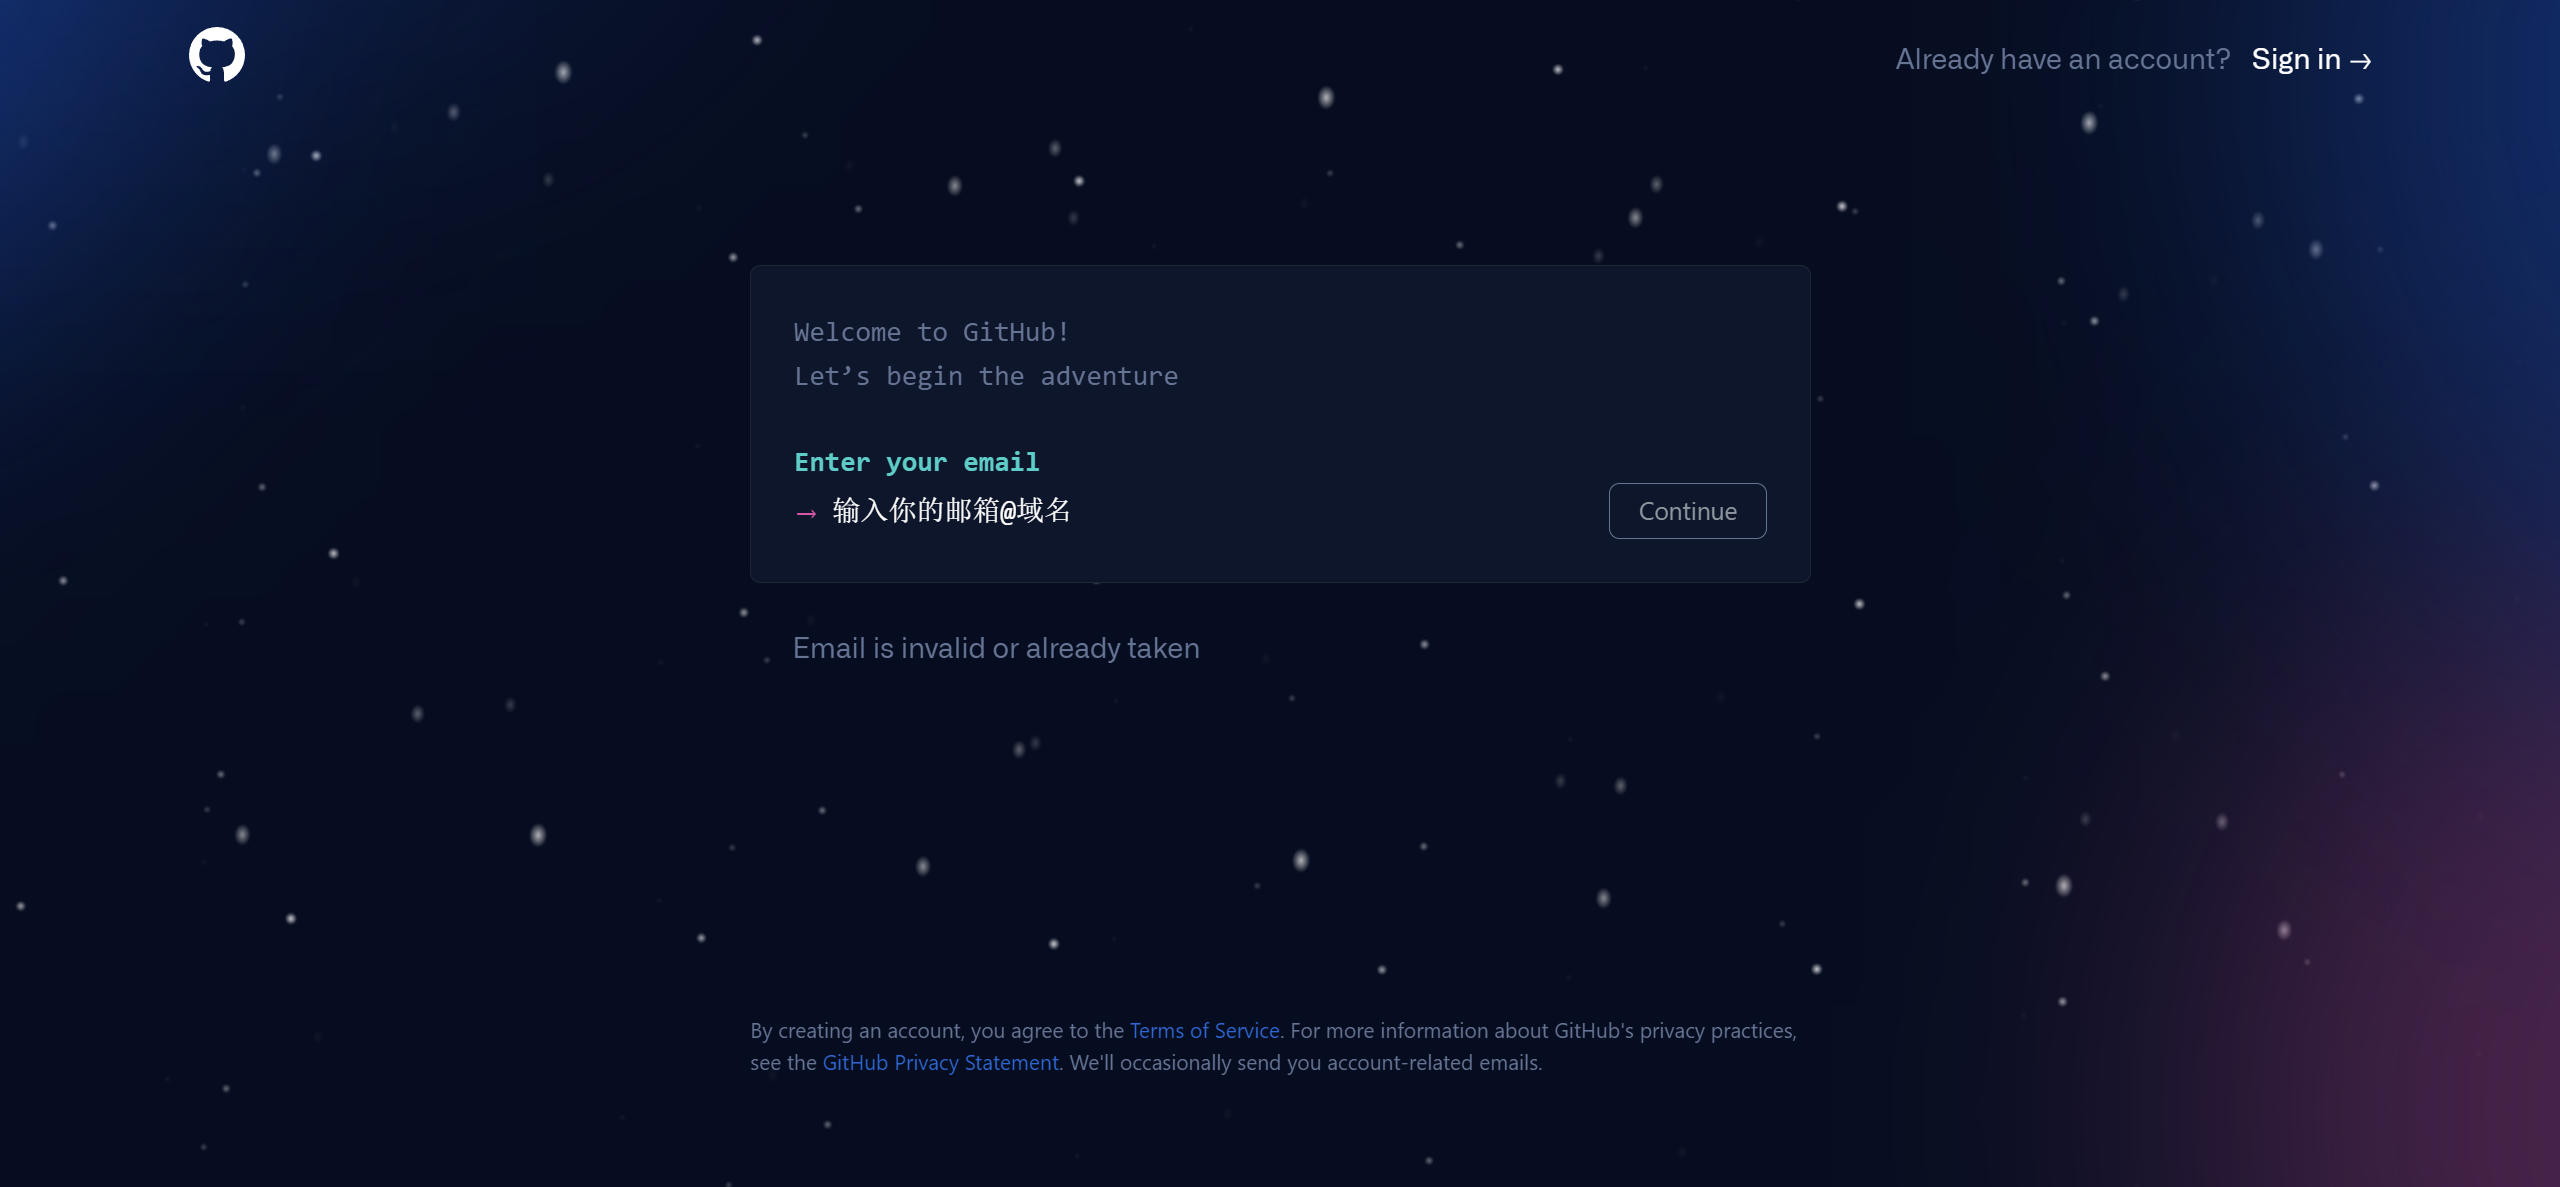 Already have an account? Sign in →
Welcome to GitHub!
Let’s begin the adventure
Enter your email
→ 输入你的邮箱@域名
Continue
Email is invalid or already taken
By creating an account, you agree to the Terms of Service. For more information about GitHub's privacy practices,
see the GitHub Privacy Statement. We'll occasionally send you account-related emails.